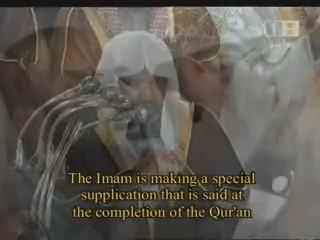 The Imam is making a special
supplication that is said at
the completion of the Qur'an